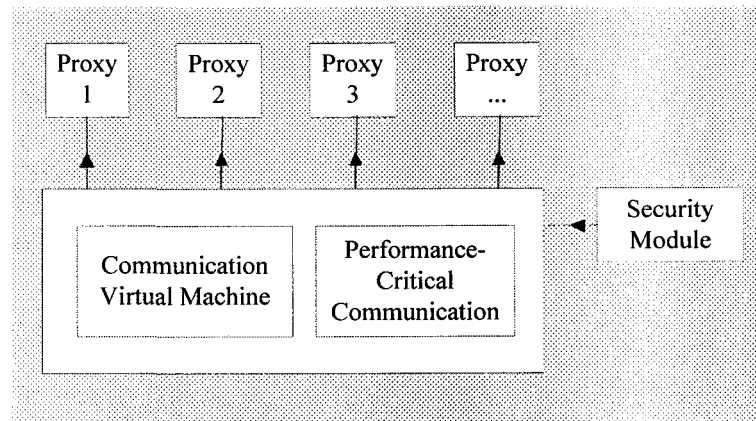 Proxy
1
Proxy
2
Proxy
3
Proxy
...
Security
Module
Communication
Virtual Machine
Performance-
Critical
Communication